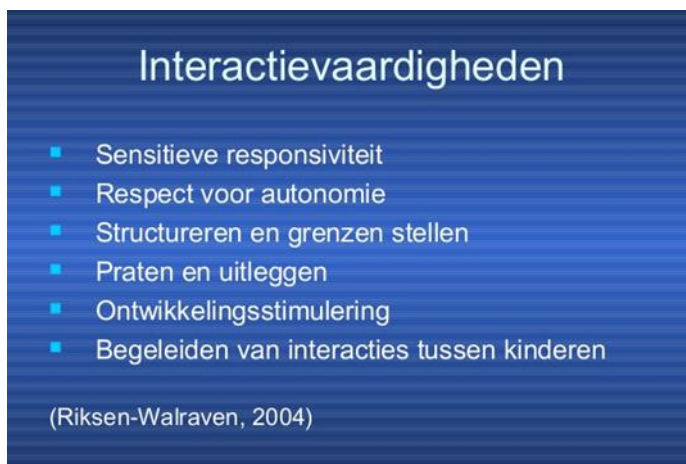 Interactievaardigheden
Sensitieve responsiviteit
Respect voor autonomie
Structureren en grenzen stellen
Praten en uitleggen
Ontwikkelingsstimulering
Begeleiden van interacties tussen kinderen
(Riksen-Walraven, 2004)